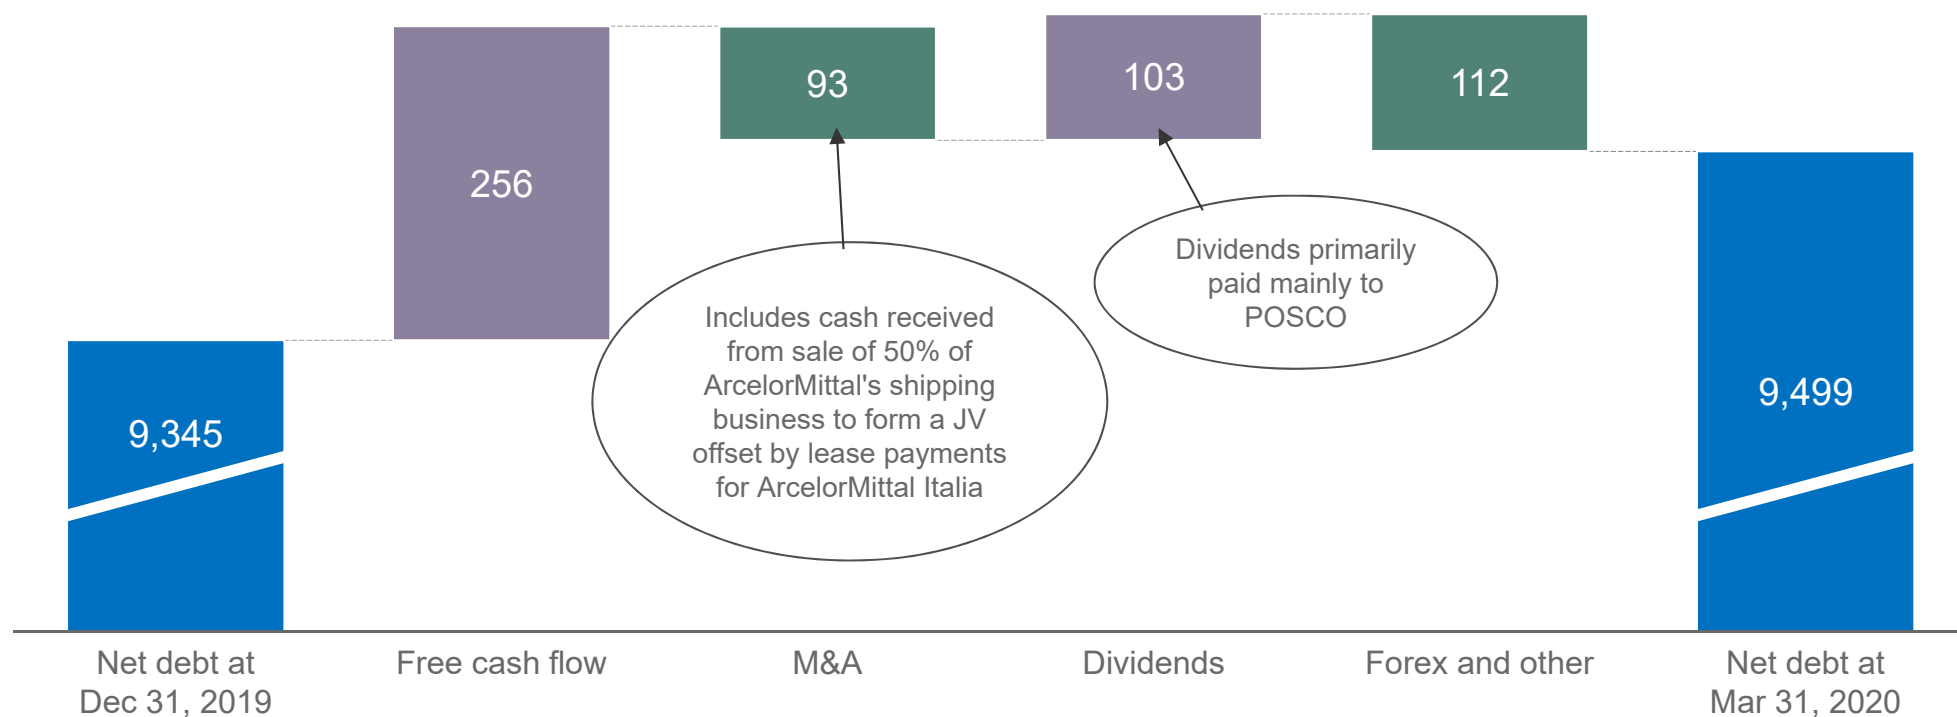 93
103
112
256
Dividends primarily
paid mainly to
POSCO
Includes cash received
from sale of 50% of
ArcelorMittal's shipping
business to form a JV
offset by lease payments
for ArcelorMittal Italia
9,345
9,499
Net debt at
Dec 31, 2019
Free cash flow
M&A
Dividends
Forex and other
Net debt at
Mar 31, 2020